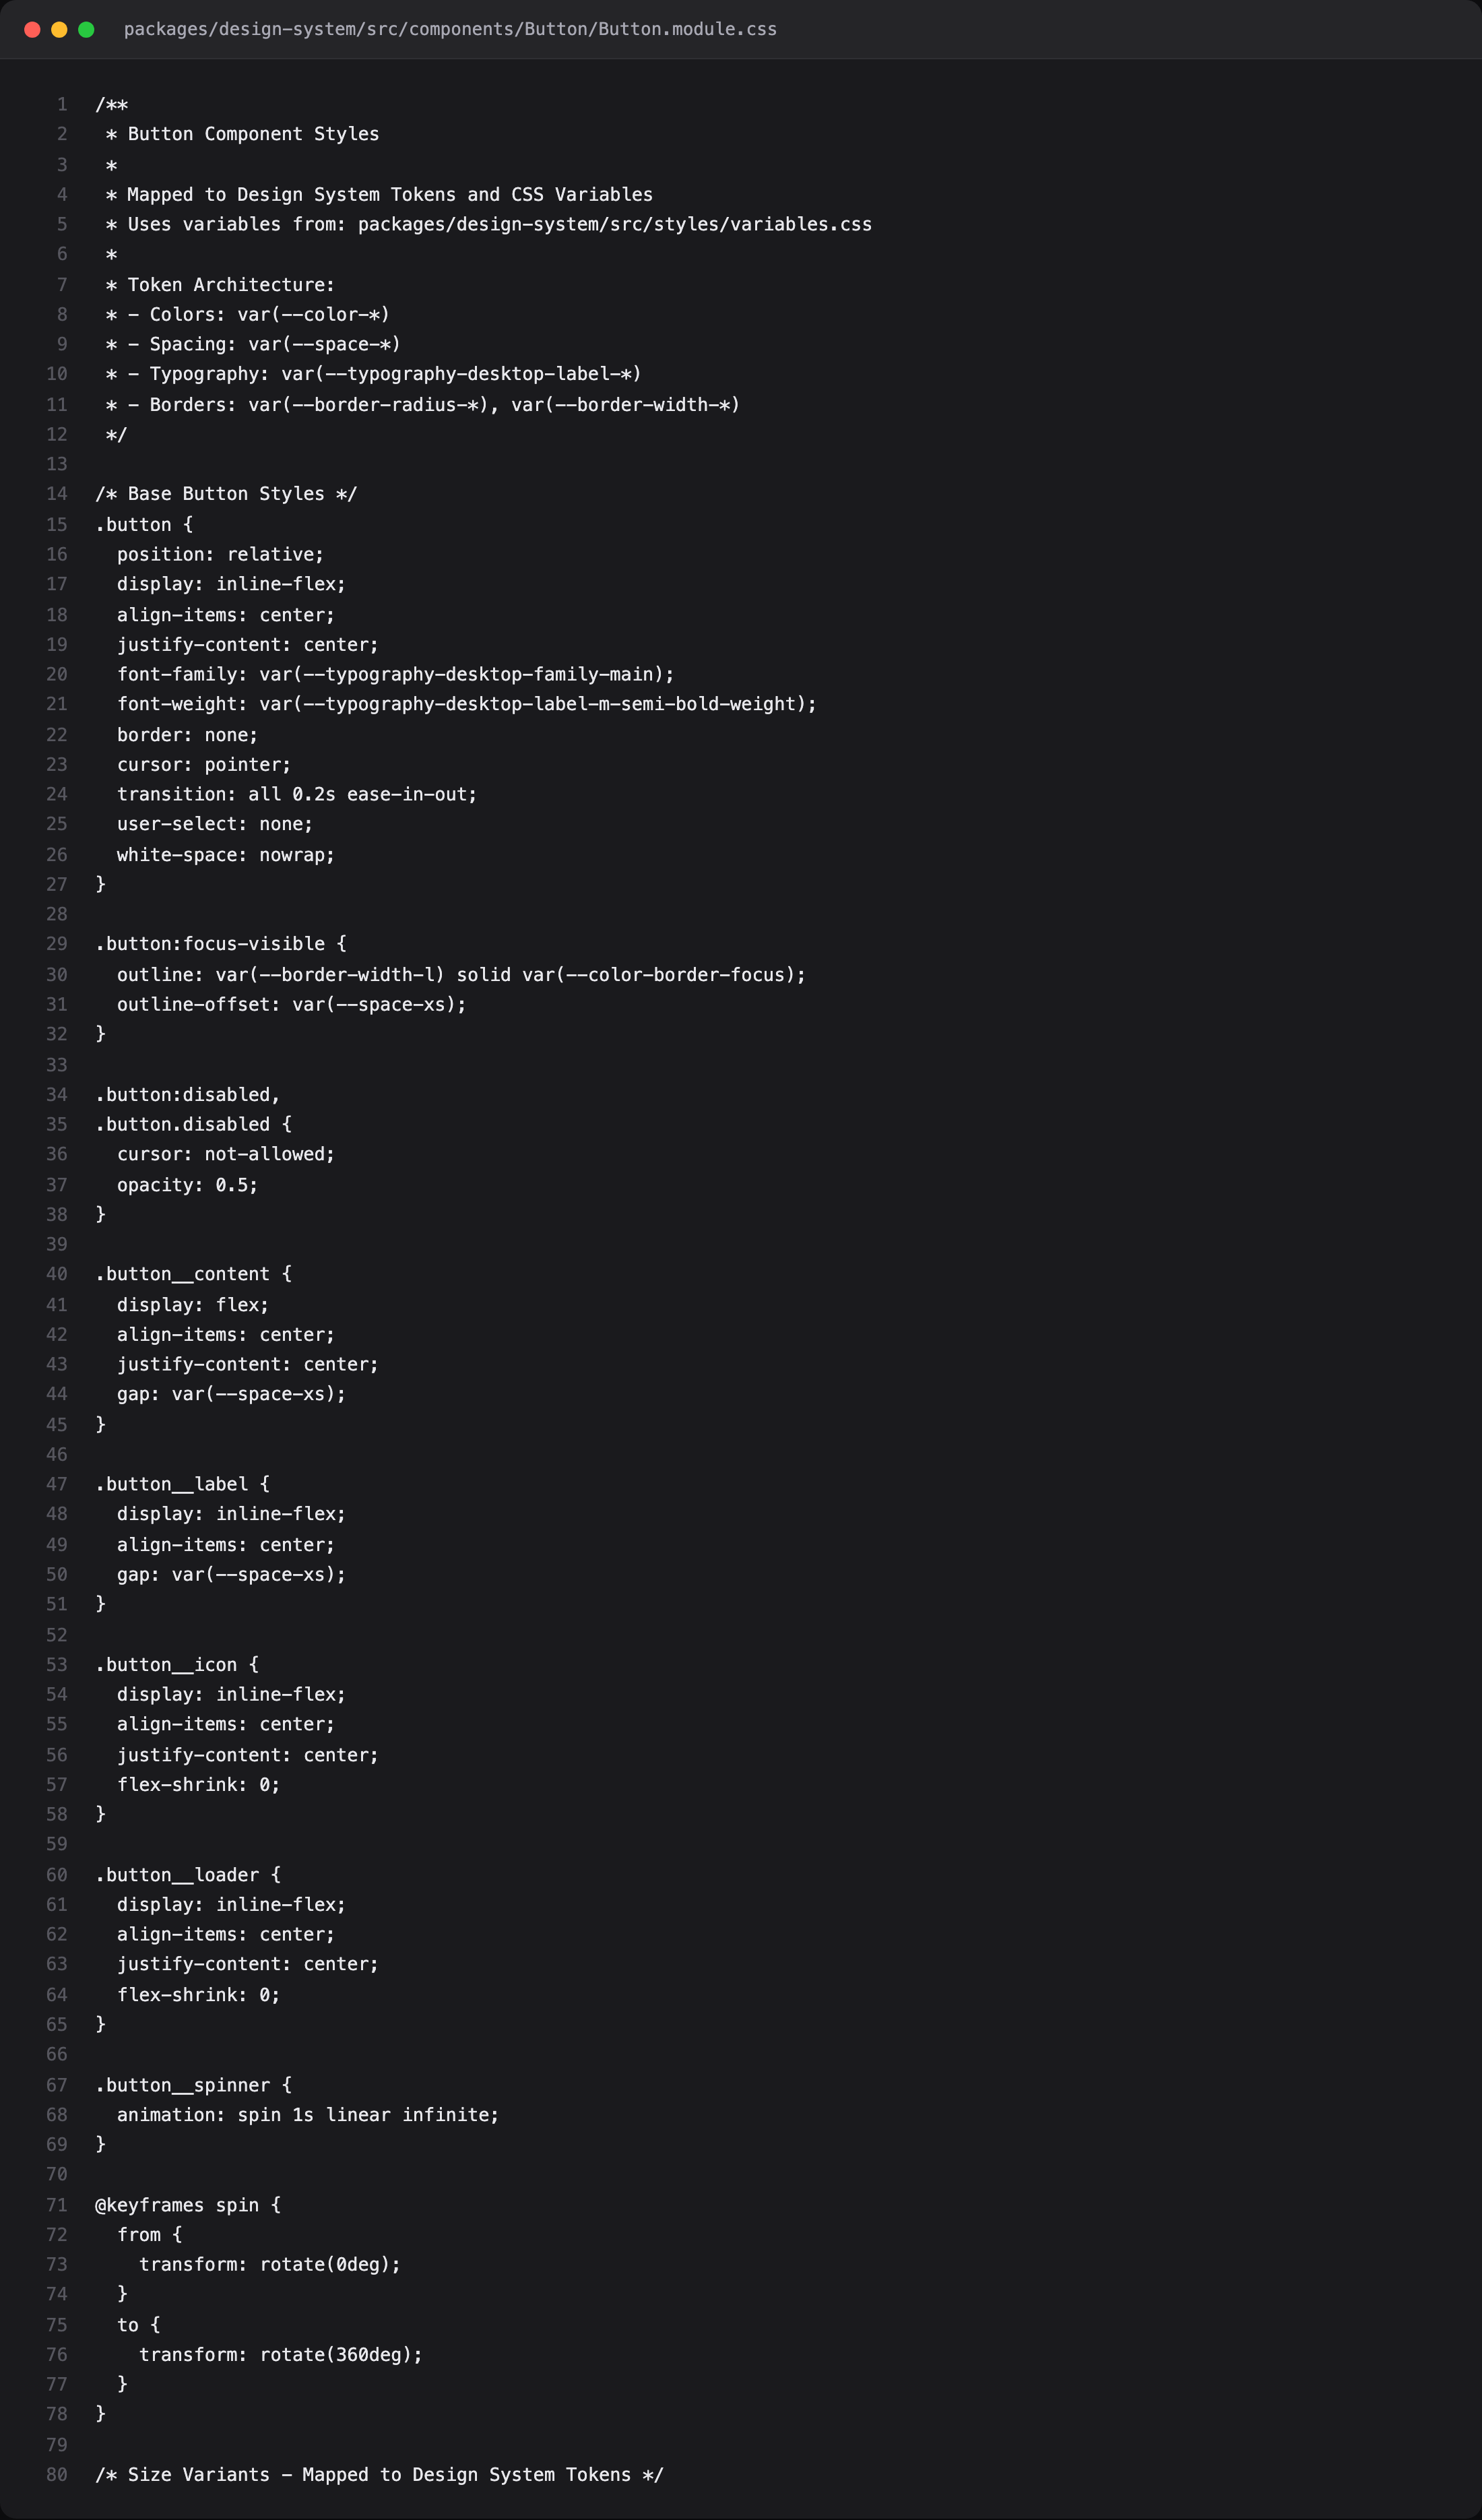 packages/design-system/src/components/Button/Button.module.css
1 /**
2  * Button Component Styles
3  *
4  * Mapped to Design System Tokens and CSS Variables
5  * Uses variables from: packages/design-system/src/styles/variables.css
6  *
7  * Token Architecture:
8  * - Colors: var(--color-*)
9  * - Spacing: var(--space-*)
10  * - Typography: var(--typography-desktop-label-*)
11  * - Borders: var(--border-radius-*), var(--border-width-*)
12  */
13
14 /* Base Button Styles */
15 .button {
16   position: relative;
17   display: inline-flex;
18   align-items: center;
19   justify-content: center;
20   font-family: var(--typography-desktop-family-main);
21   font-weight: var(--typography-desktop-label-m-semi-bold-weight);
22   border: none;
23   cursor: pointer;
24   transition: all 0.2s ease-in-out;
25   user-select: none;
26   white-space: nowrap;
27 }
28
29 .button:focus-visible {
30   outline: var(--border-width-l) solid var(--color-border-focus);
31   outline-offset: var(--space-xs);
32 }
33
34 .button:disabled,
35 .button.disabled {
36   cursor: not-allowed;
37   opacity: 0.5;
38 }
39
40 .button__content {
41   display: flex;
42   align-items: center;
43   justify-content: center;
44   gap: var(--space-xs);
45 }
46
47 .button__label {
48   display: inline-flex;
49   align-items: center;
50   gap: var(--space-xs);
51 }
52
53 .button__icon {
54   display: inline-flex;
55   align-items: center;
56   justify-content: center;
57   flex-shrink: 0;
58 }
59
60 .button__loader {
61   display: inline-flex;
62   align-items: center;
63   justify-content: center;
64   flex-shrink: 0;
65 }
66
67 .button__spinner {
68   animation: spin 1s linear infinite;
69 }
70
71 @keyframes spin {
72   from {
73     transform: rotate(0deg);
74   }
75   to {
76     transform: rotate(360deg);
77   }
78 }
79
80 /* Size Variants - Mapped to Design System Tokens */